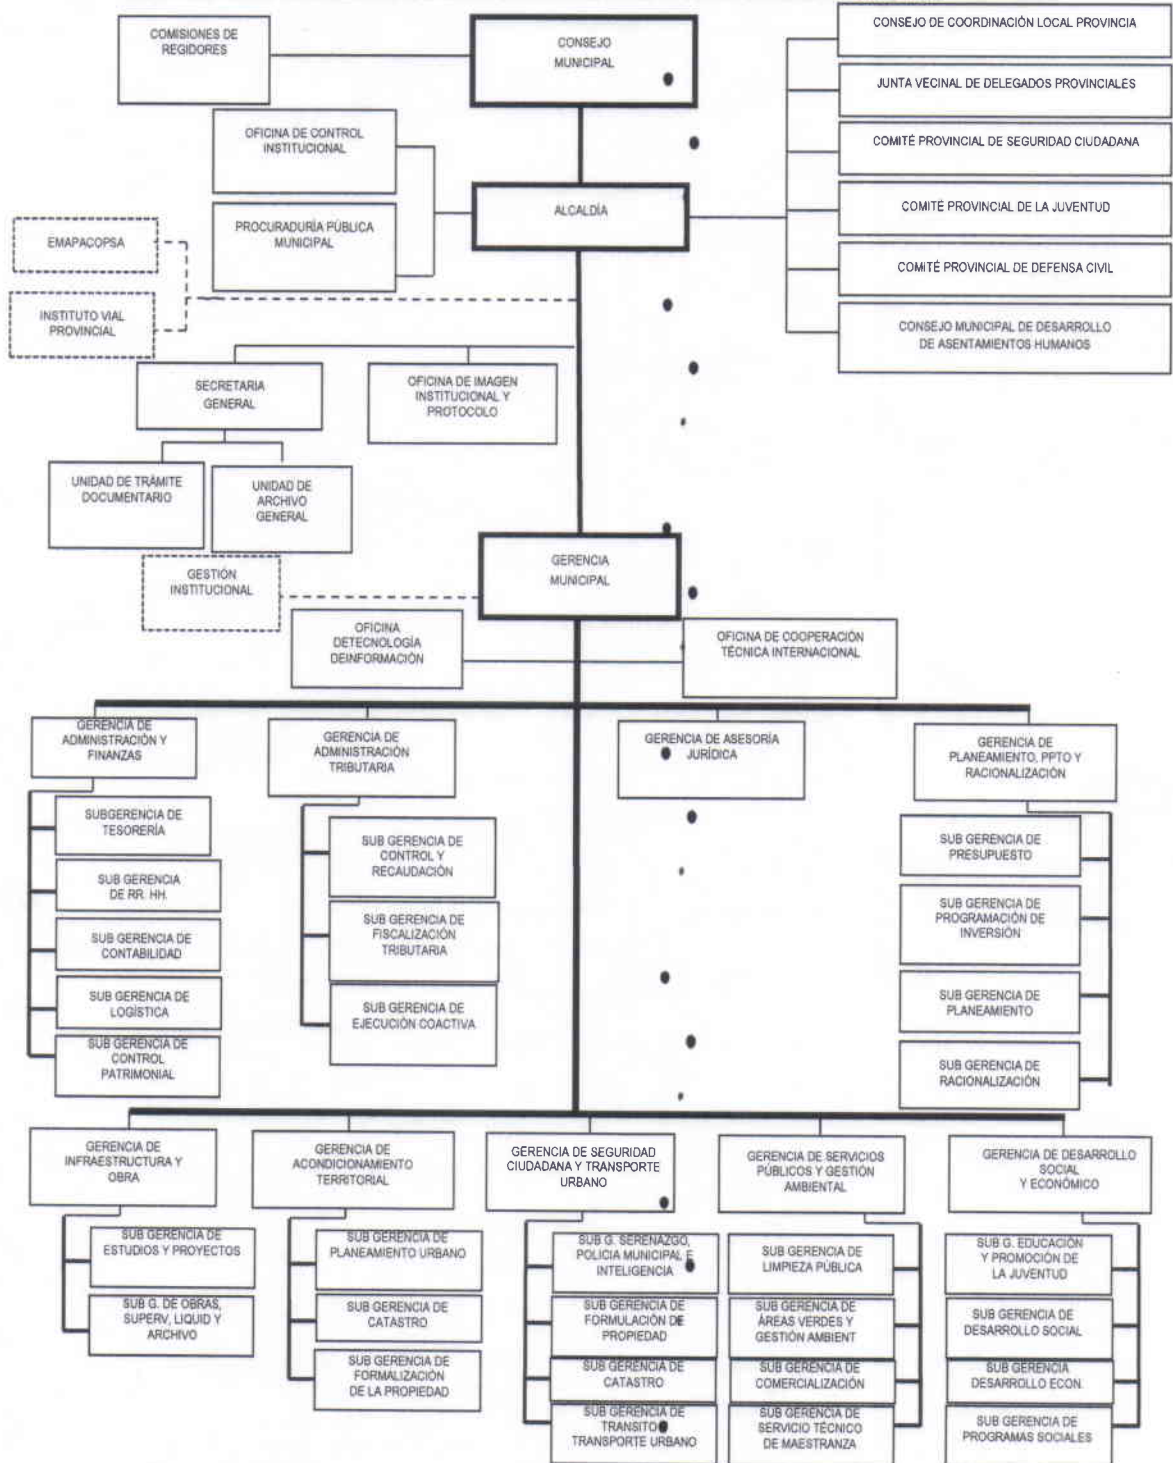 COMISIONES DE
REGIDORES
CONSEJO
MUNICIPAL
CONSEJO DE COORDINACIÓN LOCAL PROVINCIA
JUNTA VECINAL DE DELEGADOS PROVINCIALES
COMITÉ PROVINCIAL DE SEGURIDAD CIUDADANA
COMITÉ PROVINCIAL DE LA JUVENTUD
COMITÉ PROVINCIAL DE DEFENSA CIVIL
CONSEJO MUNICIPAL DE DESARROLLO
DE ASENTAMIENTOS HUMANOS
OFICINA DE CONTROL
INSTITUCIONAL
PROCURADURÍA PÚBLICA
MUNICIPAL
ALCALDÍA
EMAPACOPSA
INSTITUTO VIAL
PROVINCIAL
SECRETARIA
GENERAL
OFICINA DE IMAGEN
INSTITUCIONAL Y
PROTOCOLO
UNIDAD DE TRÁMITE
DOCUMENTARIO
UNIDAD DE
ARCHIVO
GENERAL
GESTIÓN
INSTITUCIONAL
GERENCIA
MUNICIPAL
OFICINA
DETECNOLOGÍA
DEINFORMACIÓN
OFICINA DE COOPERACIÓN
TÉCNICA INTERNACIONAL
GERENCIA DE
ADMINISTRACIÓN Y
FINANZAS
SUBGERENCIA DE
TESORERÍA
SUB GERENCIA
DE RR. HH.
SUB GERENCIA DE
CONTABILIDAD
SUB GERENCIA DE
LOGÍSTICA
SUB GERENCIA DE
CONTROL
PATRIMONIAL
GERENCIA DE
ADMINISTRACIÓN
TRIBUTARIA
SUB GERENCIA DE
CONTROL Y
RECAUDACIÓN
SUB GERENCIA DE
FISCALIZACIÓN
TRIBUTARIA
SUB GERENCIA DE
EJECUCIÓN COACTIVA
GERENCIA DE ASESORÍA
JURÍDICA
GERENCIA DE
PLANEAMIENTO, PPTO Y
RACIONALIZACIÓN
SUB GERENCIA DE
PRESUPUESTO
SUB GERENCIA DE
PROGRAMACIÓN DE
INVERSIÓN
SUB GERENCIA DE
PLANEAMIENTO
SUB GERENCIA DE
RACIONALIZACIÓN
GERENCIA DE
INFRAESTRUCTURA Y
OBRA
SUB GERENCIA DE
ESTUDIOS Y PROYECTOS
SUB G. DE OBRAS,
SUPERV, LIQUID Y
ARCHIVO
GERENCIA DE
ACONDICIONAMIENTO
TERRITORIAL
SUB GERENCIA DE
PLANEAMIENTO URBANO
SUB GERENCIA DE
CATASTRO
SUB GERENCIA DE
FORMALIZACIÓN
DE LA PROPIEDAD
GERENCIA DE SEGURIDAD
CIUDADANA Y TRANSPORTE
URBANO
SUB G. SERENAZGO,
POLICIA MUNICIPAL E
INTELIGENCIA
SUB GERENCIA DE
FORMULACIÓN DE
PROPIEDAD
SUB GERENCIA DE
CATASTRO
SUB GERENCIA DE
TRANSITO
TRANSPORTE URBANO
GERENCIA DE SERVICIOS
PÚBLICOS Y GESTIÓN
AMBIENTAL
SUB GERENCIA DE
LIMPIEZA PÚBLICA
SUB GERENCIA DE
ÁREAS VERDES Y
GESTIÓN AMBIENT
SUB GERENCIA DE
COMERCIALIZACIÓN
SUB GERENCIA DE
SERVICIO TÉCNICO
DE MAESTRANZA
GERENCIA DE DESARROLLO
SOCIAL
Y ECONÓMICO
SUB G. EDUCACIÓN
Y PROMOCIÓN DE
LA JUVENTUD
SUB GERENCIA DE
DESARROLLO SOCIAL
SUB GERENCIA
DESARROLLO ECON.
SUB GERENCIA DE
PROGRAMAS SOCIALES